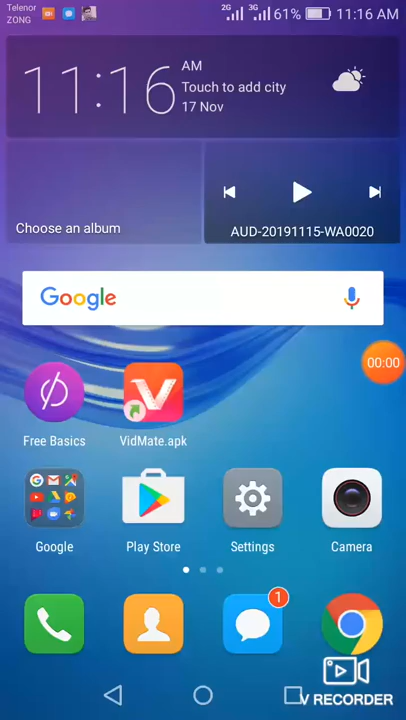 Telenor
ZONG
2G
3G
61%
11:16 AM
11:16
AM
Touch to add city
17 Nov
Choose an album
AUD-20191115-WA0020
Google
00:00
Free Basics
VidMate.apk
Google
Play Store
Settings
Camera
1
V RECORDER